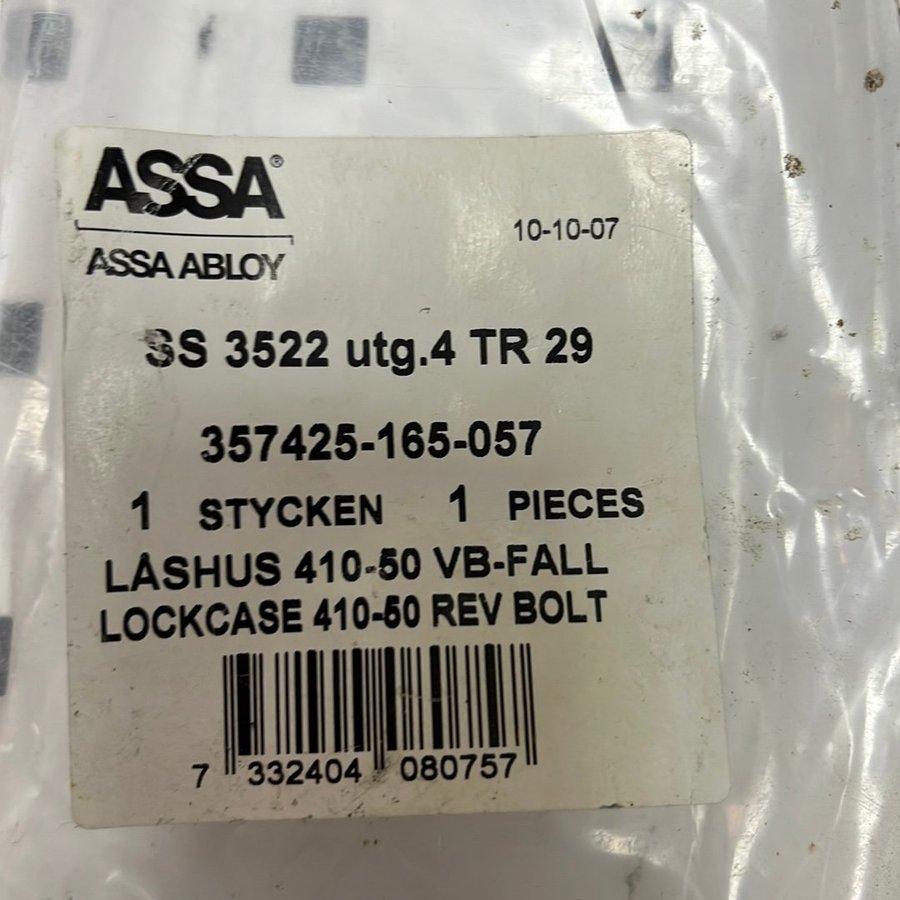 ASSA®
ASSA ABLOY
10-10-07
SS 3522 utg.4 TR 29
357425-165-057
1 STYCKEN 1 PIECES
LÅSHUS 410-50 VB-FALL
LOCKCASE 410-50 REV BOLT
7 332404 080757